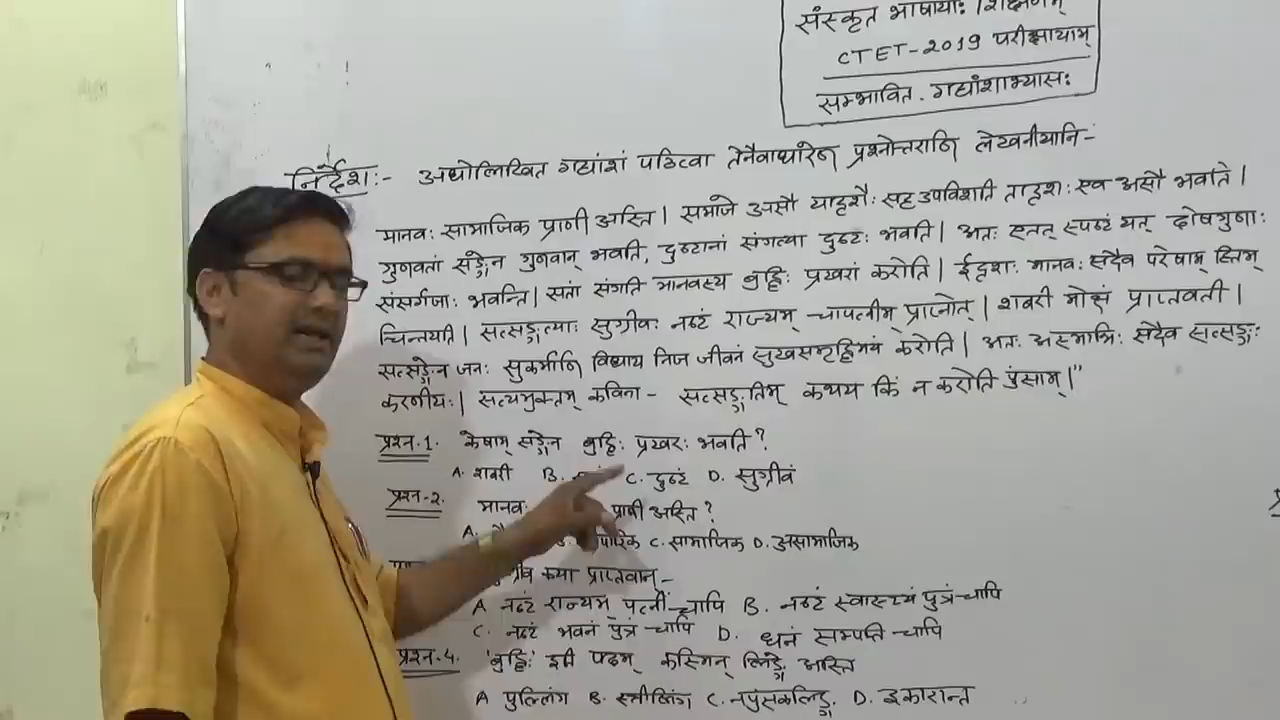 संस्कृत भाषायाः शिक्षणम्
CTET-2019 परीक्षायाम्
सम्भावित. गद्यांशाभ्यासः
निर्देशः- अधोलिखित गद्यांशं पठित्वा तेनैवाधारेण प्रश्नोत्तराणि लेखनीयानि-
मानवः सामाजिक प्राणी अस्ति। समाजे असौ यादृशैः सह उपविशति तादृशः एव असौ भवति।
गुणवतां सङ्गेन गुणवान् भवति, दुष्टानां संगत्या दुष्टः भवति। अतः एतत् स्पष्टं यत् दोषगुणाः
संसर्गजाः भवन्ति। सतां संगति मानवस्य बुद्धिः प्रखरां करोति। ईदृशाः मानवः सदैव परेषाम् हितम्
चिन्तयति। सत्सङ्गत्याः सुग्रीवः नष्टं राज्यम् चापत्नीम् प्राप्नोत्। शबरी मोक्षं प्राप्तवती।
सत्सङ्गेन जनः सुकर्माणि विधाय निज जीवनं सुखसमृद्धिमयं करोति। अतः अस्माभिः सदैव सत्सङ्गः
करणीयः। सत्यमुक्तम् कविना- सत्सङ्गतिम् कथय किं न करोति पुंसाम्।"
प्रश्न.1. केषाम् सङ्गेन बुद्धिः प्रखरः भवति?
A. शबरी B. C. दुष्टं D. सुग्रीवं
प्रश्न-2. मानवः प्राणी अस्ति?
A. C. सामाजिक D. असामाजिक
कया प्राप्तवान्-
A नष्टं राज्यम् पत्नीं चापि B. नष्टं स्वास्थ्यं पुत्रं चापि
C. नष्टं भवनं पुत्रं चापि D. धनं सम्पति चापि
प्रश्न-4. 'बुद्धिः' इति पदम् कस्मिन् लिङ्गे अस्ति
A पुल्लिंग B. स्त्रीलिंग C. नपुंसकलिङ्ग D. इकारान्त